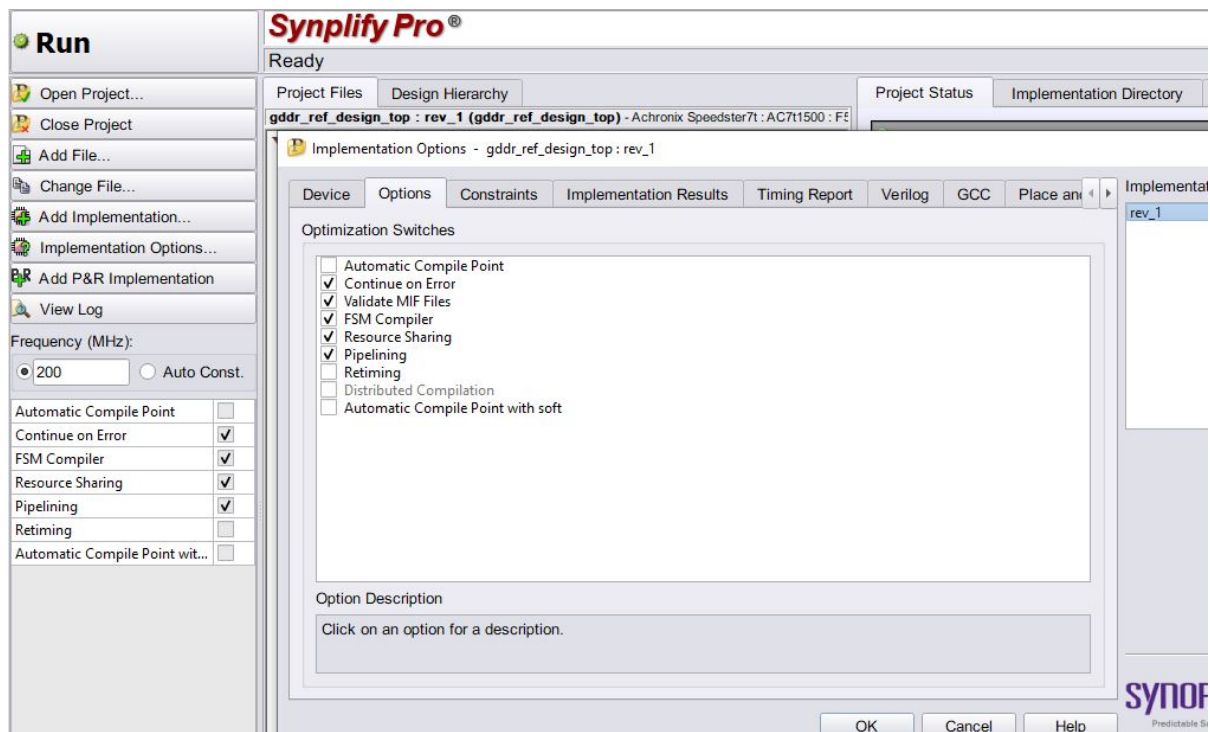 Run
Synplify Pro®
Ready
Open Project...
Close Project
Add File...
Change File...
Add Implementation...
Implementation Options...
Add P&R Implementation
View Log
Frequency (MHz):
200
Auto Const.
Automatic Compile Point
Continue on Error
FSM Compiler
Resource Sharing
Pipelining
Retiming
Automatic Compile Point wit...
Project Files
Design Hierarchy
Project Status
Implementation Directory
gddr_ref_design_top : rev_1 (gddr_ref_design_top) - Achronix Speedster7t : AC7t1500 : F5
Implementation Options - gddr_ref_design_top : rev_1
Device
Options
Constraints
Implementation Results
Timing Report
Verilog
GCC
Place an
Implementat
rev_1
Optimization Switches
Automatic Compile Point
Continue on Error
Validate MIF Files
FSM Compiler
Resource Sharing
Pipelining
Retiming
Distributed Compilation
Automatic Compile Point with soft
Option Description
Click on an option for a description.
OK
Cancel
Help
SYNOP
Predictable S